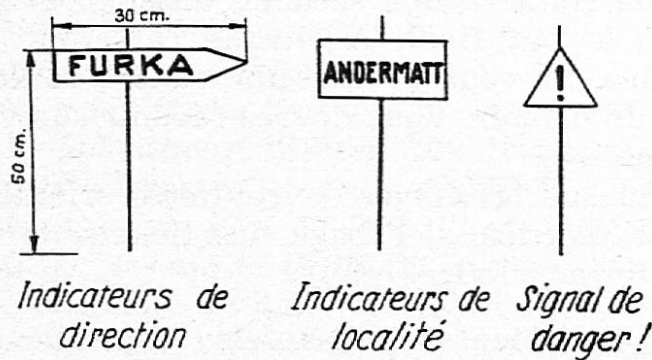 30 cm.
FURKA
ANDERMATT
!
50 cm.
Indicateurs de
direction
Indicateurs de
localité
Signal de
danger!